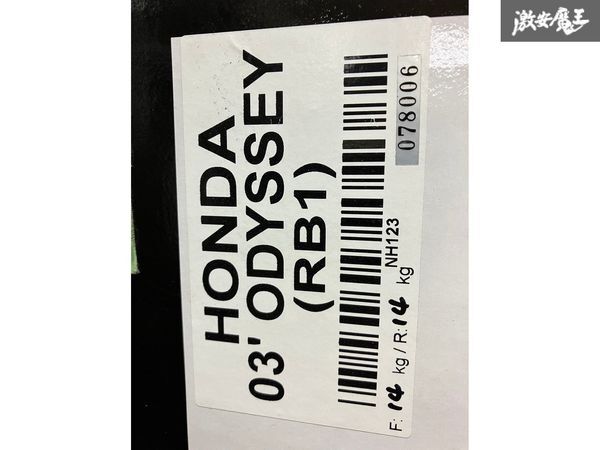 激安魔王
HONDA
03' ODYSSEY
(RB1)
NH123
078006
F: 14 kg / R: 14 kg